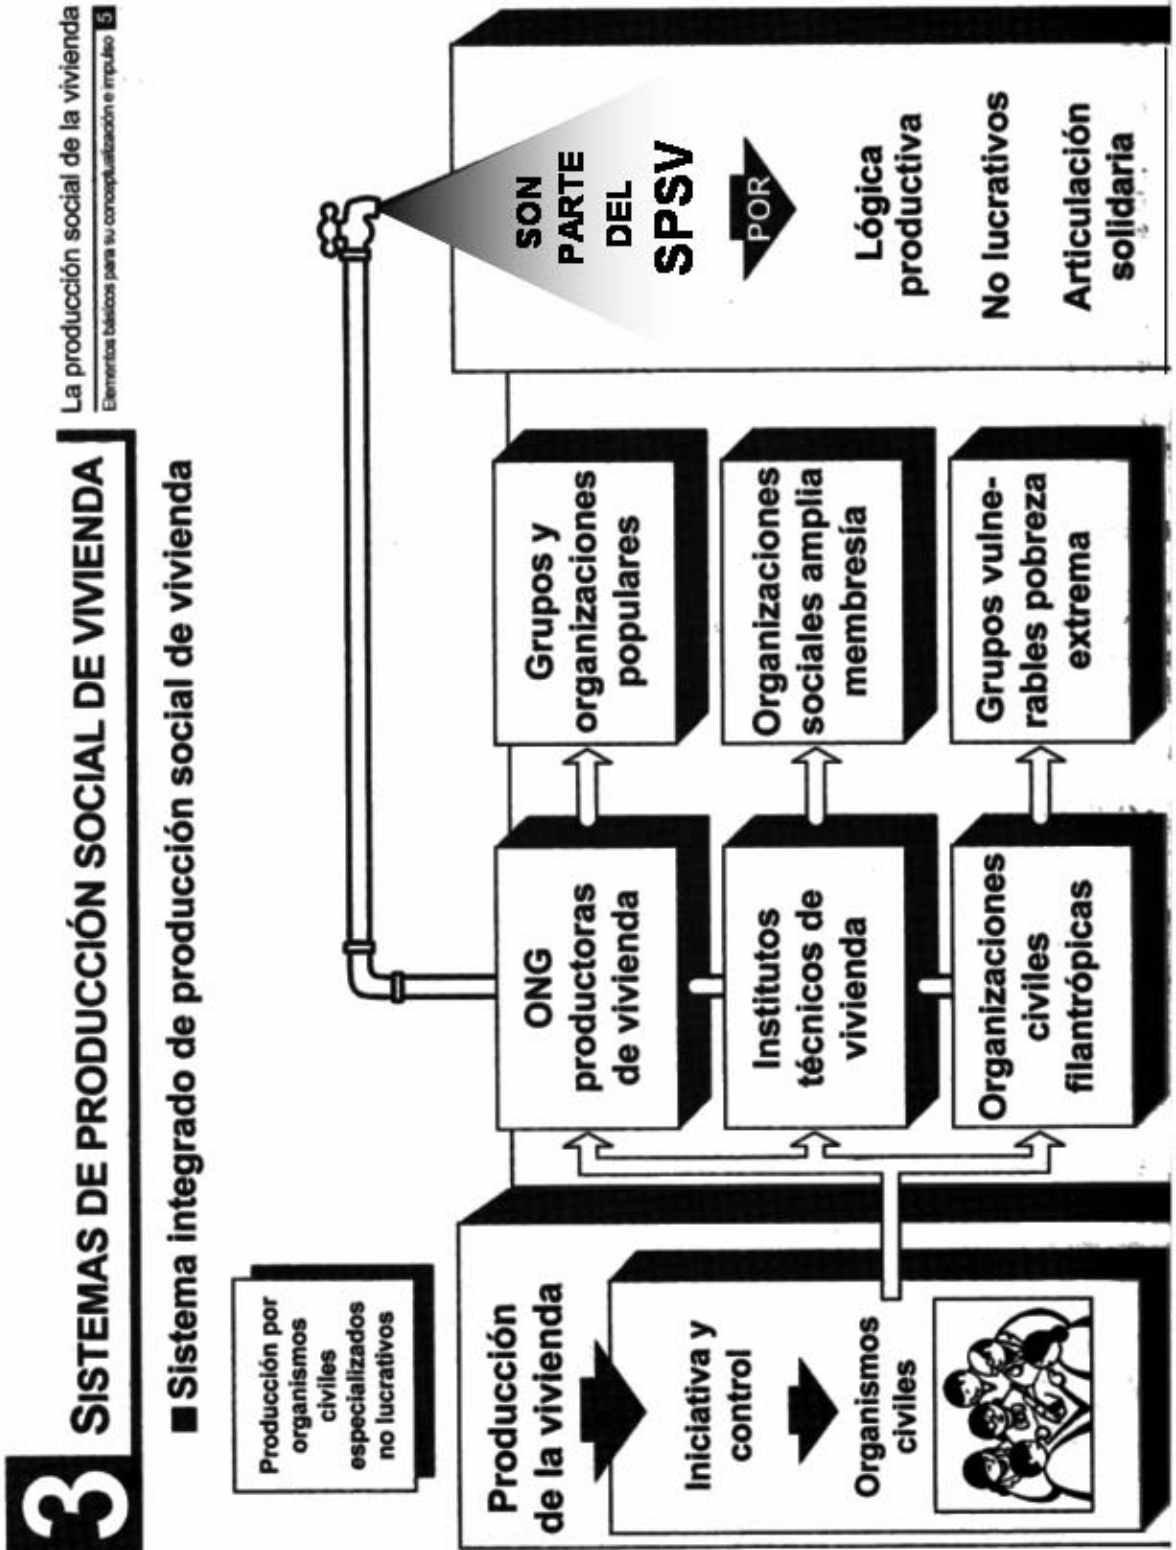 La producción social de la vivienda
Elementos básicos para su conceptualización e impulso 5
3 SISTEMAS DE PRODUCCIÓN SOCIAL DE VIVIENDA
■ Sistema integrado de producción social de vivienda
Producción por
organismos
civiles
especializados
no lucrativos
Producción
de la vivienda
Iniciativa y
control
Organismos
civiles
ONG
productoras
de vivienda
Institutos
técnicos de
vivienda
Organizaciones
civiles
filantrópicas
Grupos y
organizaciones
populares
Organizaciones
sociales amplia
membresía
Grupos vulne-
rables pobreza
extrema
SON
PARTE
DEL
SPSV
POR
Lógica
productiva
No lucrativos
Articulación
solidaria